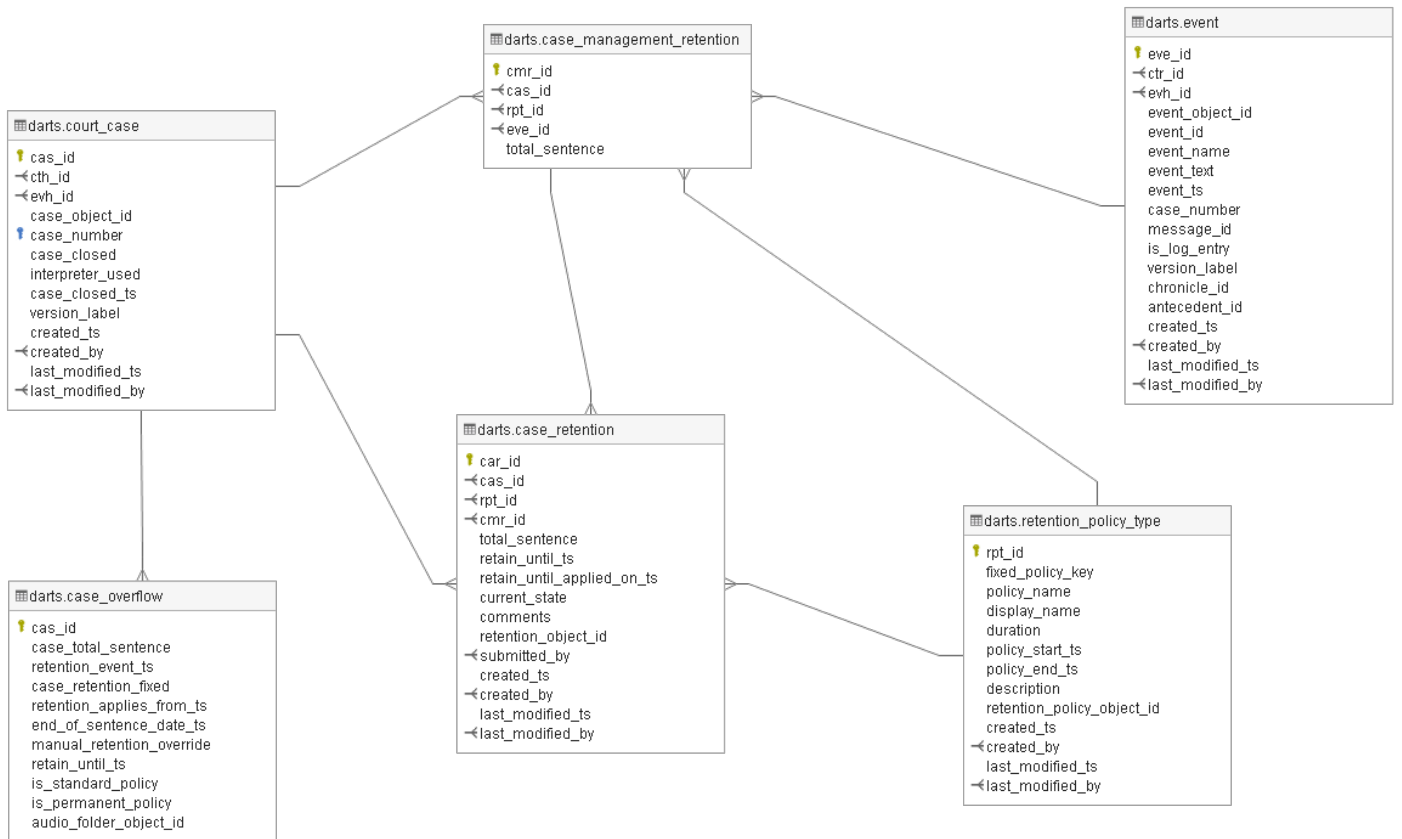 darts.case_management_retention
cmr_id
cas_id
rpt_id
eve_id
total_sentence
darts.event
eve_id
ctr_id
evh_id
event_object_id
event_id
event_name
event_text
event_ts
case_number
message_id
is_log_entry
version_label
chronicle_id
antecedent_id
created_ts
created_by
last_modified_ts
last_modified_by
darts.court_case
cas_id
cth_id
evh_id
case_object_id
case_number
case_closed
interpreter_used
case_closed_ts
version_label
created_ts
created_by
last_modified_ts
last_modified_by
darts.case_retention
car_id
cas_id
rpt_id
cmr_id
total_sentence
retain_until_ts
retain_until_applied_on_ts
current_state
comments
retention_object_id
submitted_by
created_ts
created_by
last_modified_ts
last_modified_by
darts.retention_policy_type
rpt_id
fixed_policy_key
policy_name
display_name
duration
policy_start_ts
policy_end_ts
description
retention_policy_object_id
created_ts
created_by
last_modified_ts
last_modified_by
darts.case_overflow
cas_id
case_total_sentence
retention_event_ts
case_retention_fixed
retention_applies_from_ts
end_of_sentence_date_ts
manual_retention_override
retain_until_ts
is_standard_policy
is_permanent_policy
audio_folder_object_id